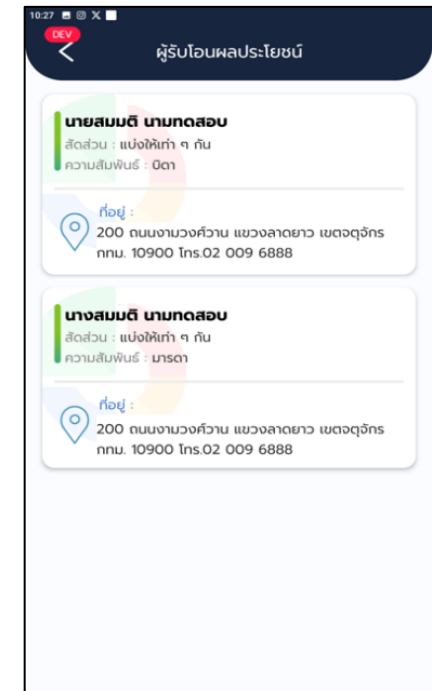 10:27
DEV
ผู้รับโอนผลประโยชน์
นายสมมติ นามทดสอบ
สัดส่วน : แบ่งให้เท่า ๆ กัน
ความสัมพันธ์ : บิดา
ที่อยู่ :
200 ถนนงามวงศ์วาน แขวงลาดยาว เขตจตุจักร
กทม. 10900 โทร.02 009 6888
นางสมมติ นามทดสอบ
สัดส่วน : แบ่งให้เท่า ๆ กัน
ความสัมพันธ์ : มารดา
ที่อยู่ :
200 ถนนงามวงศ์วาน แขวงลาดยาว เขตจตุจักร
กทม. 10900 โทร.02 009 6888